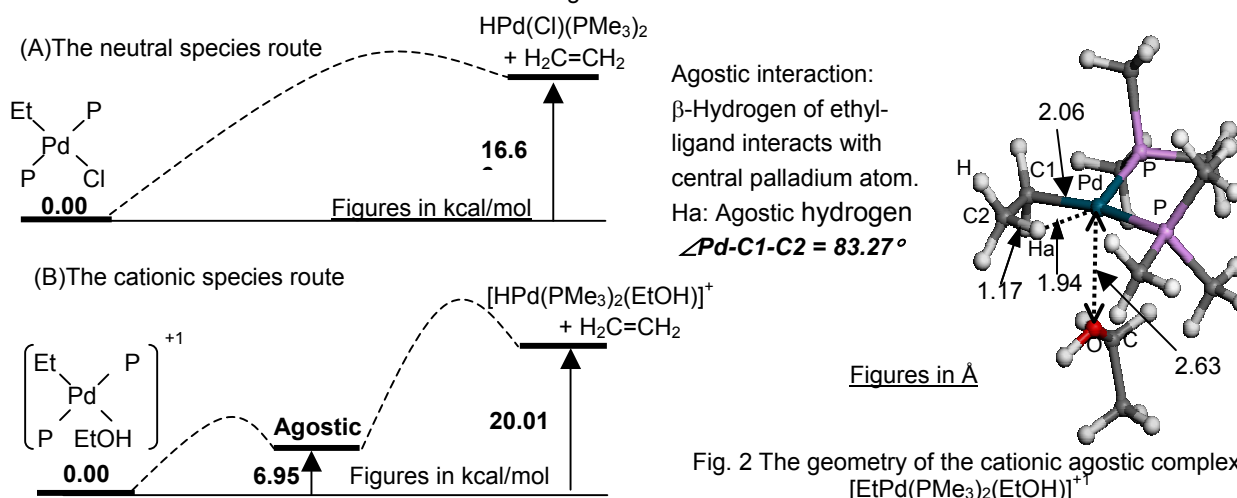 HPd(Cl)(PMe₃)₂
(A)The neutral species route
+ H₂C=CH₂
Et
P
Pd
P
Cl
0.00
16.6
Figures in kcal/mol
(B)The cationic species route
[HPd(PMe₃)₂(EtOH)]⁺
+ H₂C=CH₂
+1
Et
P
Pd
P
EtOH
0.00
Agostic
6.95
20.01
Figures in kcal/mol
Agostic interaction:
β-Hydrogen of ethyl-
ligand interacts with
central palladium atom.
Ha: Agostic hydrogen
∠Pd-C1-C2 = 83.27°
2.06
H
C1
Pd
P
C2
P
Ha
1.17
1.94
O
C
2.63
Figures in Å
Fig. 2 The geometry of the cationic agostic complex
[EtPd(PMe₃)₂(EtOH)]⁺¹